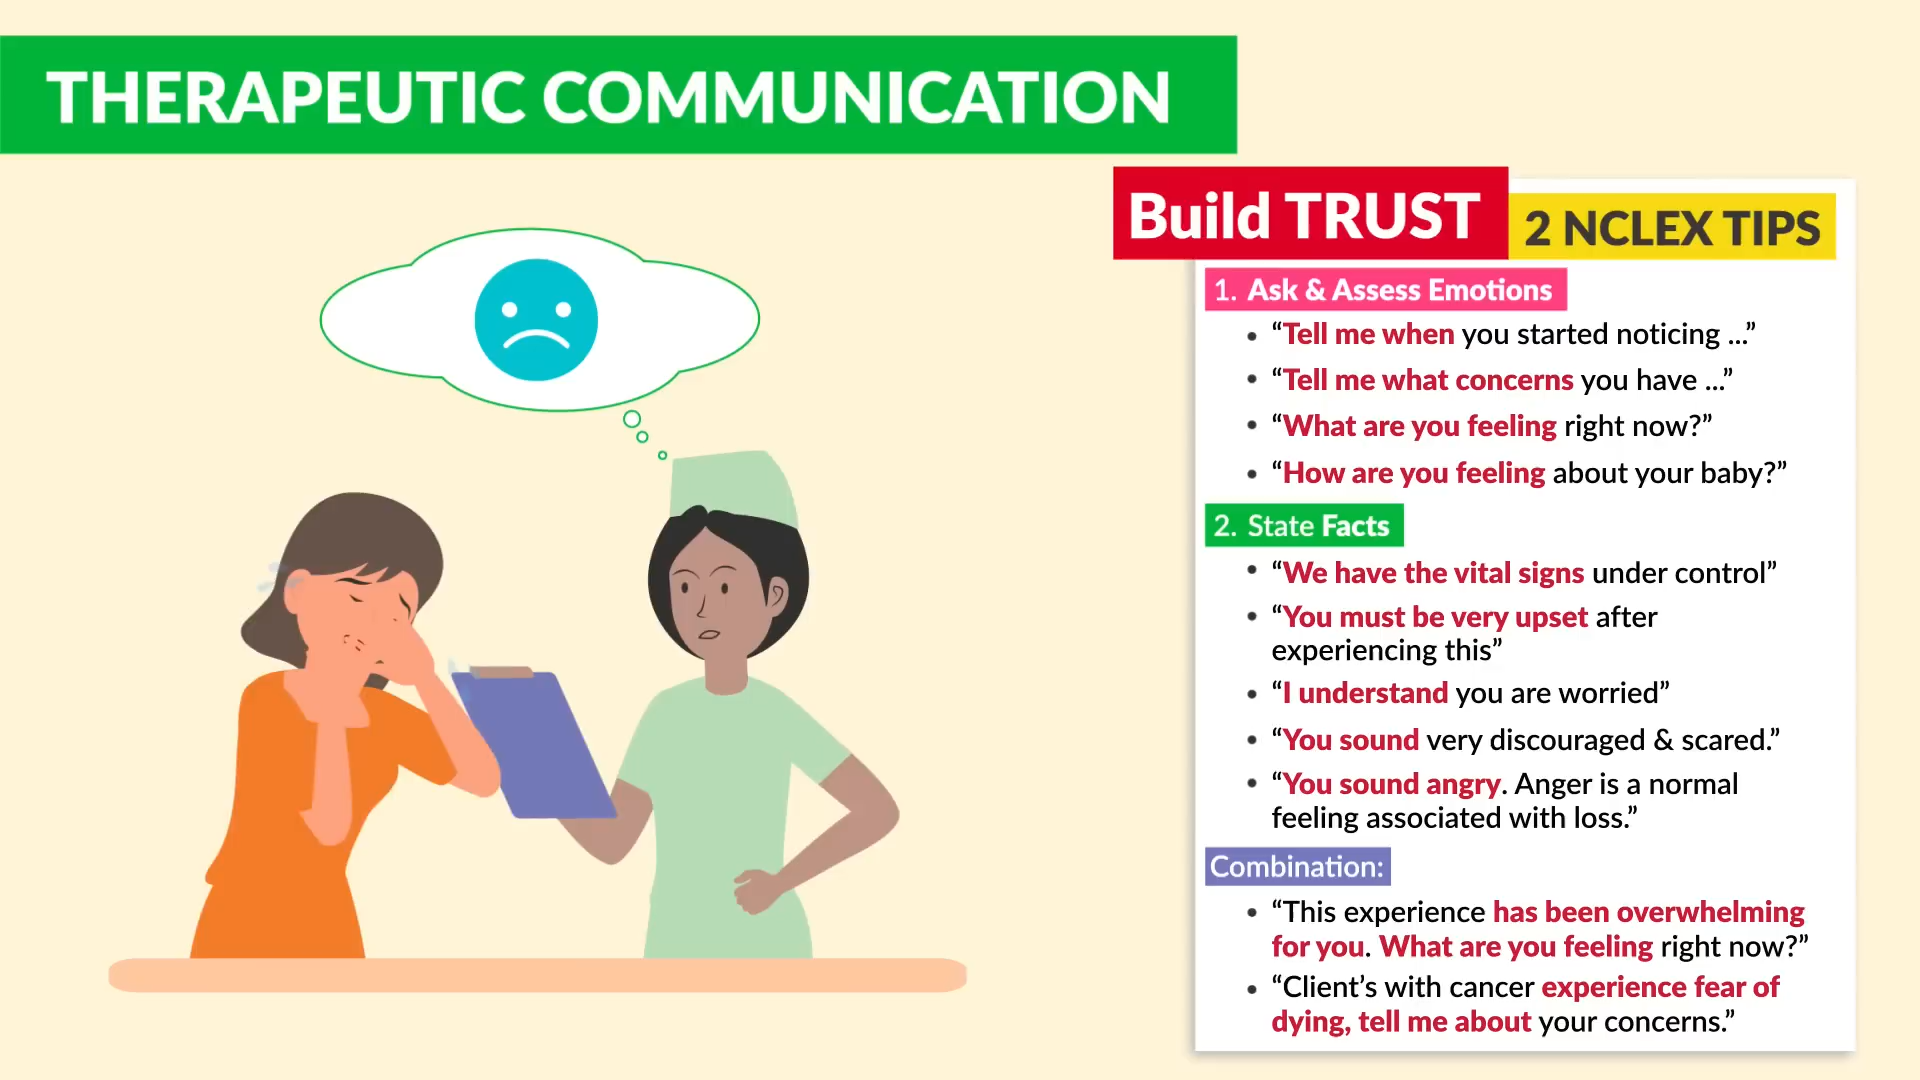 THERAPEUTIC COMMUNICATION
Build TRUST
2 NCLEX TIPS
1. Ask & Assess Emotions
• “Tell me when you started noticing ...”
• “Tell me what concerns you have ...”
• “What are you feeling right now?”
• “How are you feeling about your baby?”
2. State Facts
• “We have the vital signs under control”
• “You must be very upset after
experiencing this”
• “I understand you are worried”
• “You sound very discouraged & scared.”
• “You sound angry. Anger is a normal
feeling associated with loss.”
Combination:
• “This experience has been overwhelming
for you. What are you feeling right now?”
• “Client’s with cancer experience fear of
dying, tell me about your concerns.”